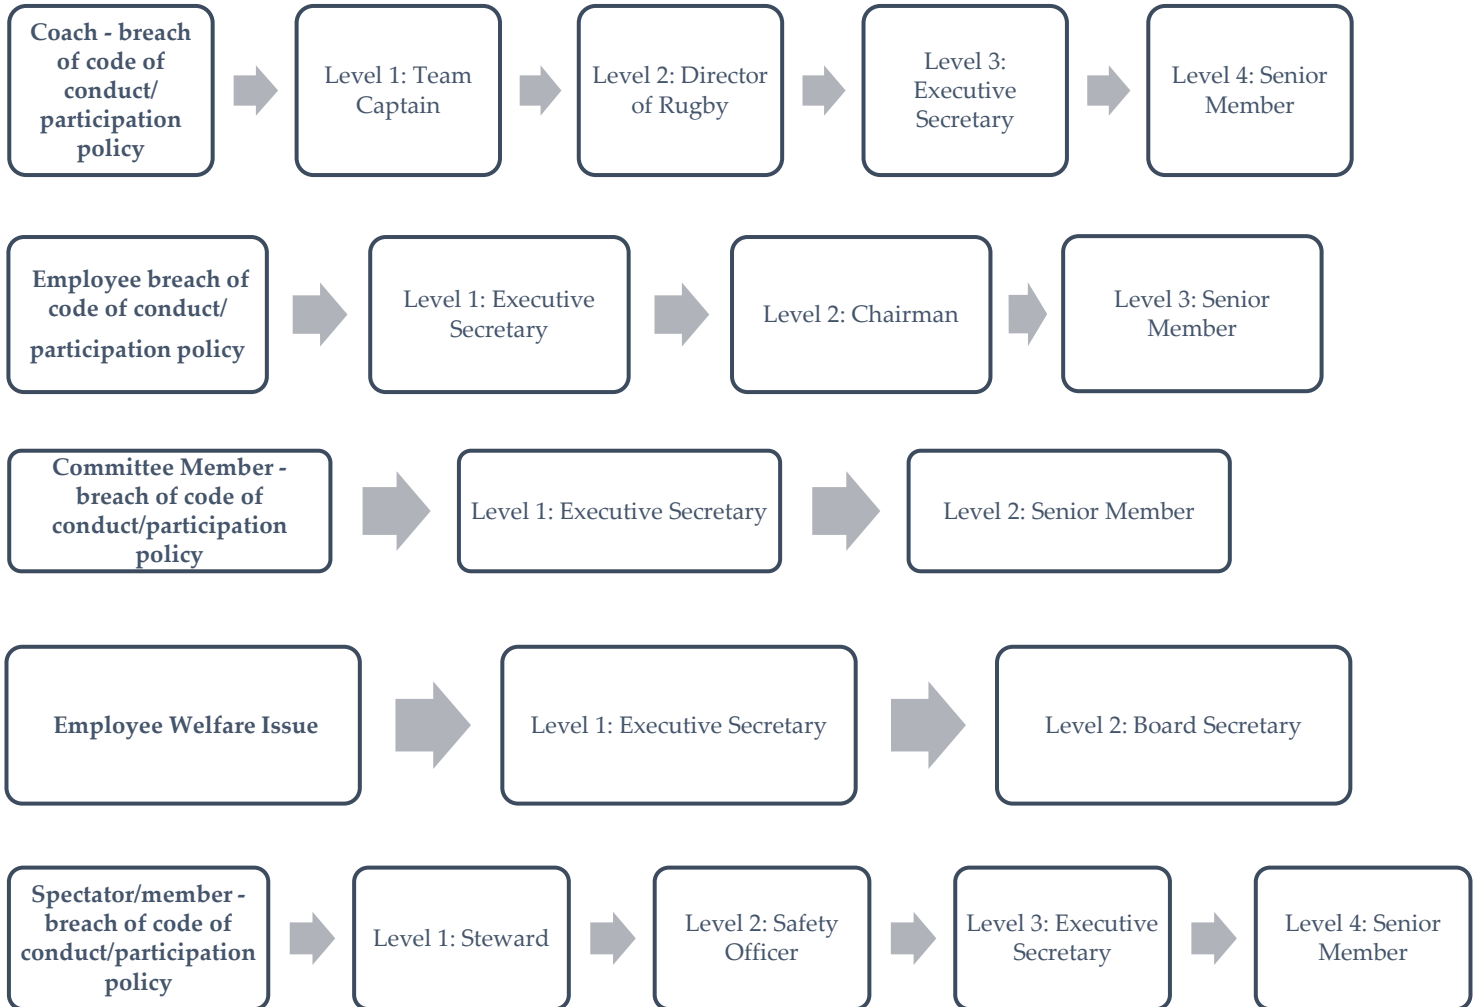 Coach - breach
of code of
conduct/
participation
policy
Level 1: Team
Captain
Level 2: Director
of Rugby
Level 3:
Executive
Secretary
Level 4: Senior
Member
Employee breach of
code of conduct/
participation policy
Level 1: Executive
Secretary
Level 2: Chairman
Level 3: Senior
Member
Committee Member -
breach of code of
conduct/participation
policy
Level 1: Executive Secretary
Level 2: Senior Member
Employee Welfare Issue
Level 1: Executive Secretary
Level 2: Board Secretary
Spectator/member -
breach of code of
conduct/participation
policy
Level 1: Steward
Level 2: Safety
Officer
Level 3: Executive
Secretary
Level 4: Senior
Member